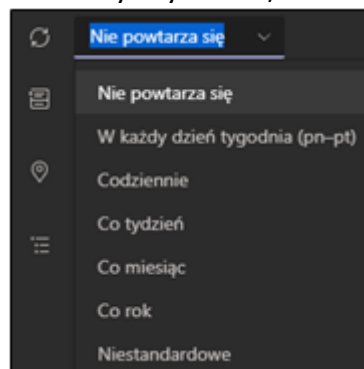 Nie powtarza się
Nie powtarza się
W każdy dzień tygodnia (pn–pt)
Codziennie
Co tydzień
Co miesiąc
Co rok
Niestandardowe